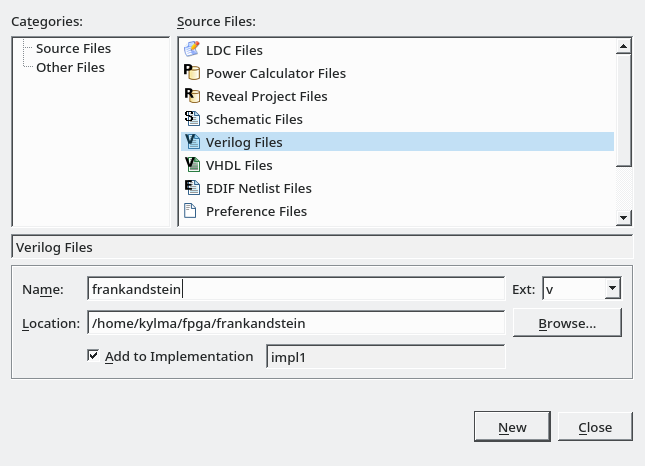 Categories:
Source Files:
Source Files
Other Files
LDC Files
Power Calculator Files
Reveal Project Files
Schematic Files
Verilog Files
VHDL Files
EDIF Netlist Files
Preference Files
Verilog Files
Name: frankandstein Ext: v
Location: /home/kylma/fpga/frankandstein Browse...
Add to Implementation impl1
New Close